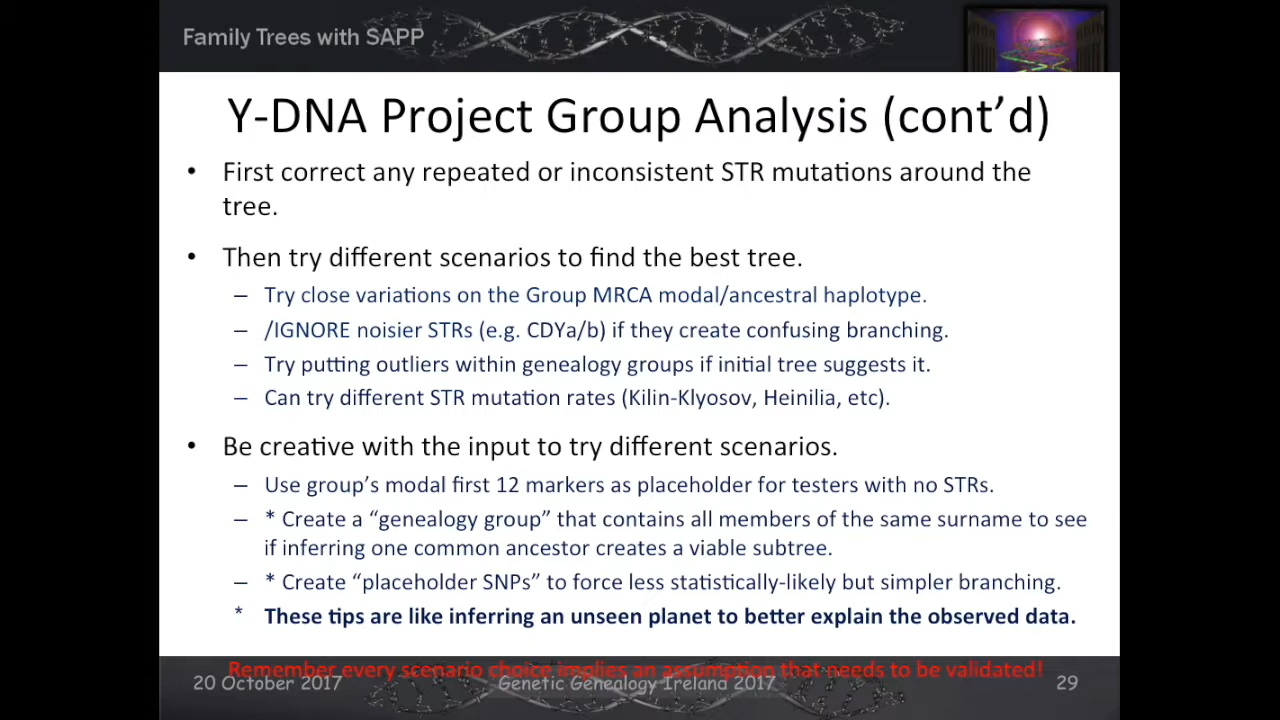 Family Trees with SAPP
Y-DNA Project Group Analysis (cont’d)
• First correct any repeated or inconsistent STR mutations around the
tree.
• Then try different scenarios to find the best tree.
– Try close variations on the Group MRCA modal/ancestral haplotype.
– /IGNORE noisier STRs (e.g. CDYa/b) if they create confusing branching.
– Try putting outliers within genealogy groups if initial tree suggests it.
– Can try different STR mutation rates (Kilin-Klyosov, Heinilia, etc).
• Be creative with the input to try different scenarios.
– Use group’s modal first 12 markers as placeholder for testers with no STRs.
– * Create a “genealogy group” that contains all members of the same surname to see
if inferring one common ancestor creates a viable subtree.
– * Create “placeholder SNPs” to force less statistically-likely but simpler branching.
* These tips are like inferring an unseen planet to better explain the observed data.
Remember every scenario choice implies an assumption that needs to be validated!
20 October 2017 Genetic Genealogy Ireland 2017 29